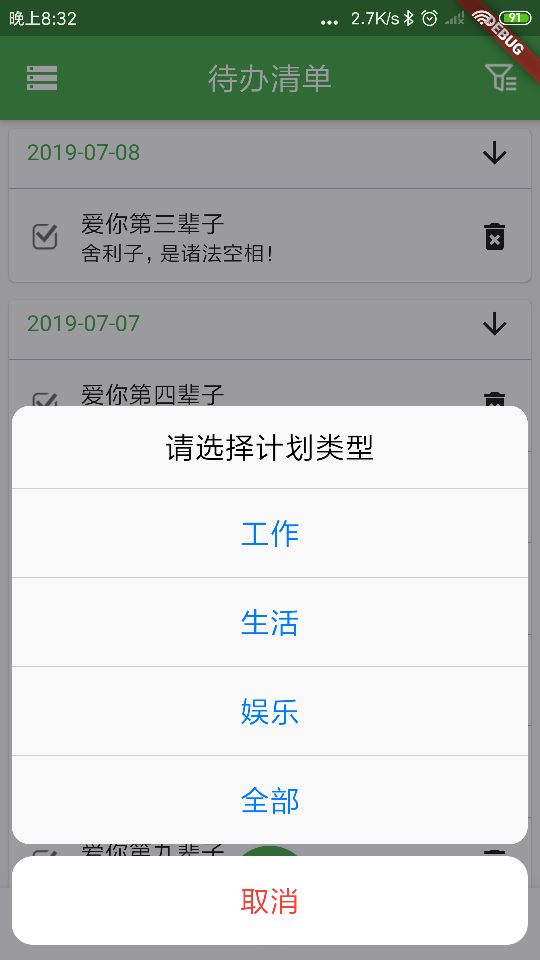 晚上8:32
... 2.7K/s 91
DEBUG
待办清单
2019-07-08
爱你第三辈子
舍利子，是诸法空相！
2019-07-07
爱你第四辈子
请选择计划类型
工作
生活
娱乐
全部
爱你第九辈子
取消